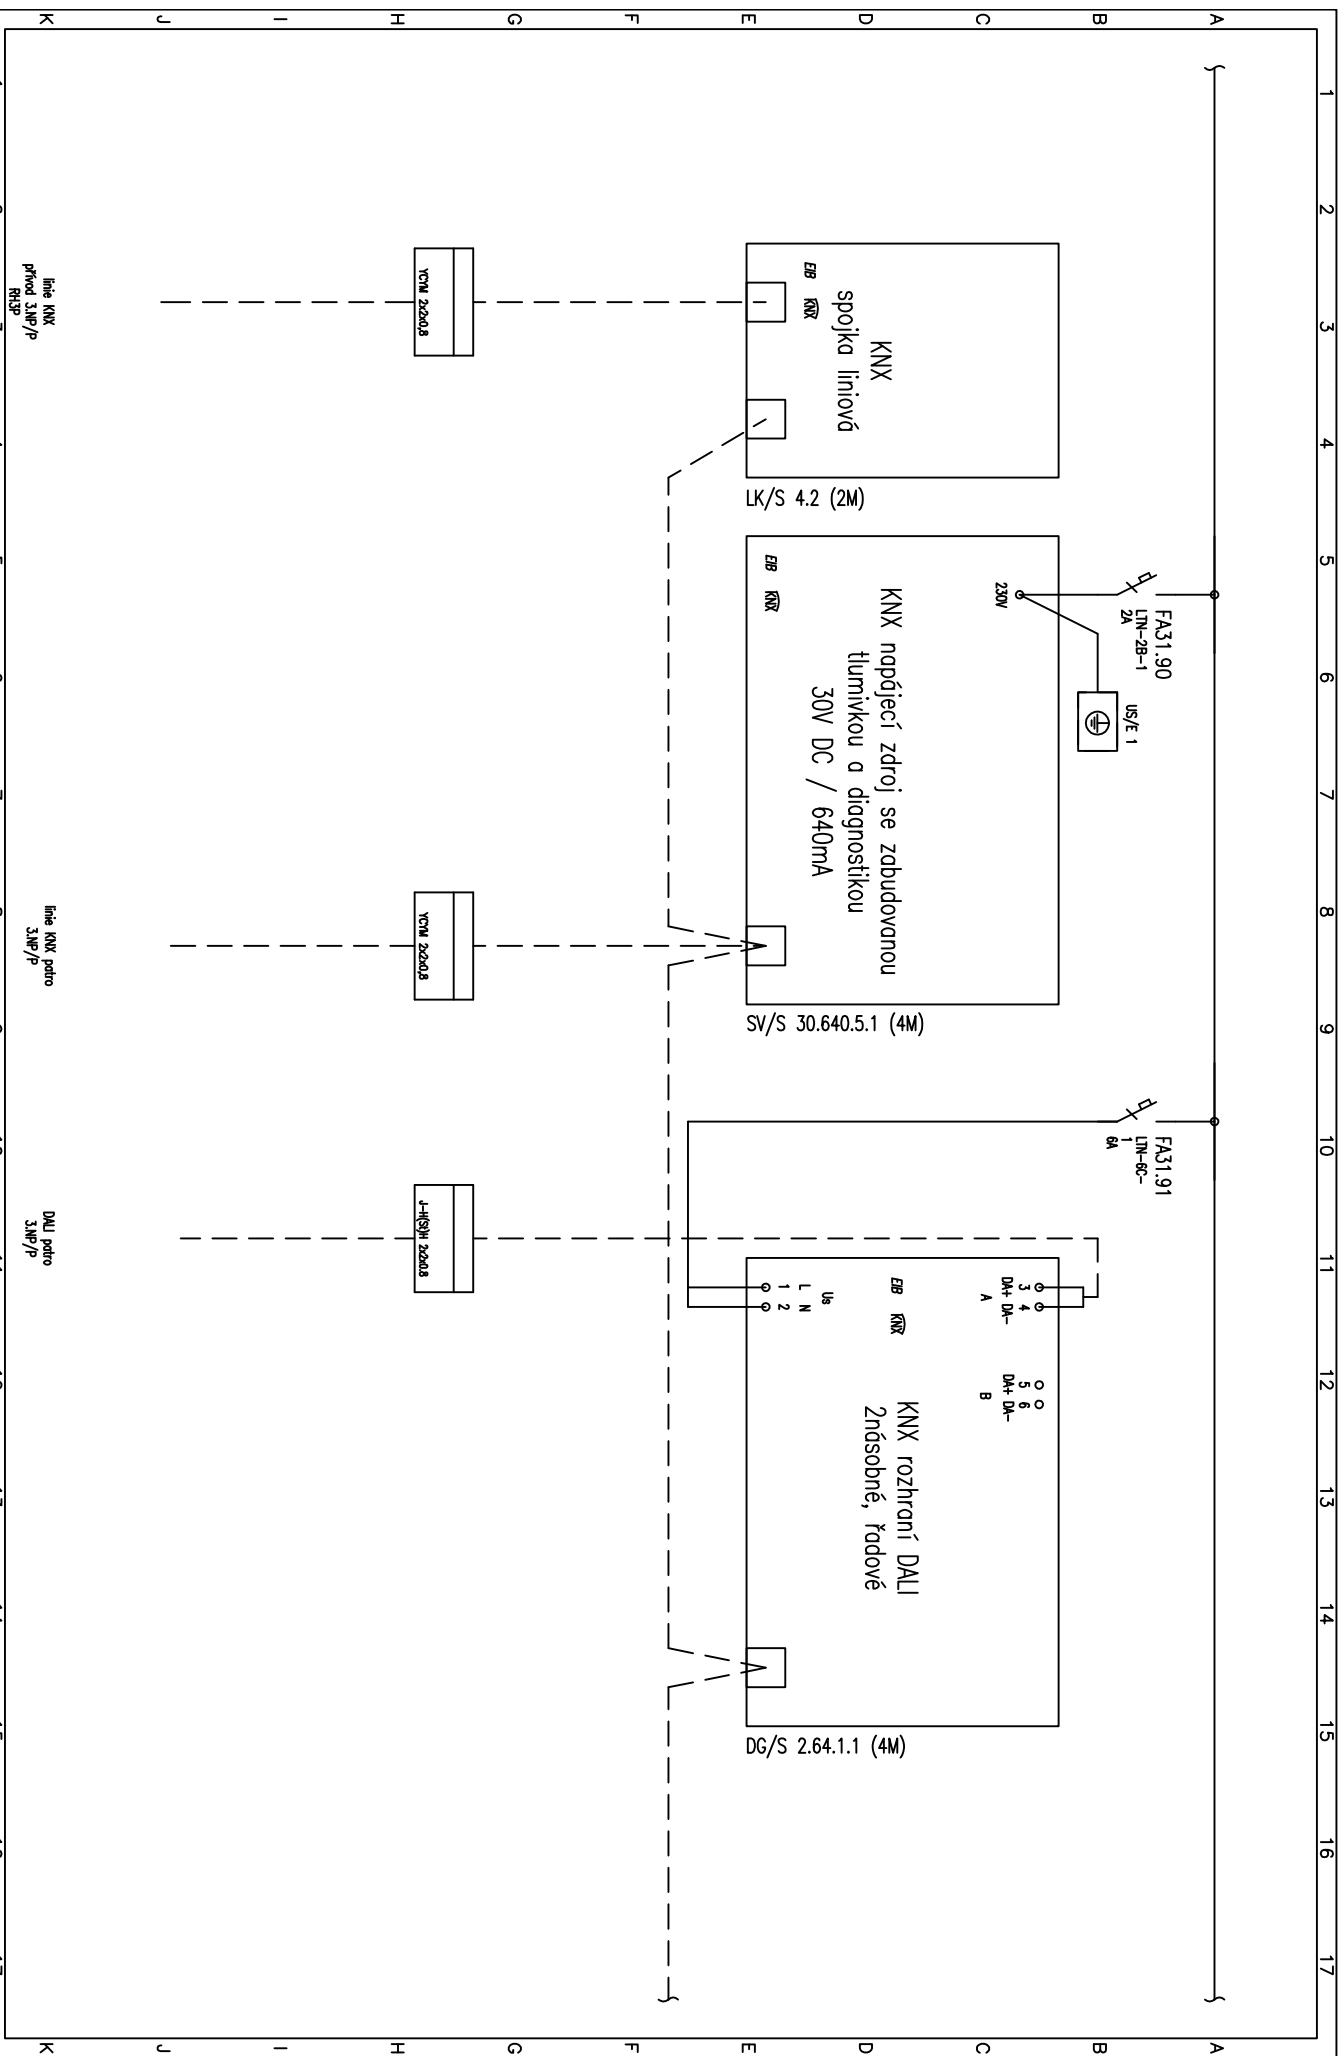 1
2
3
4
5
6
7
8
9
10
11
12
13
14
15
16
17
A
A
FA31.90
LTN-2B-1
2A
US/E 1
FA31.91
LTN-6C-
1
6A
B
B
C
C
230V
3 4
DA+ DA-
A
5 6
DA+ DA-
B
D
D
KNX
spojka liniová
EIB KNX
LK/S 4.2 (2M)
KNX napájecí zdroj se zabudovanou
tlumivkou a diagnostikou
30V DC / 640mA
EIB KNX
SV/S 30.640.5.1 (4M)
KNX rozhraní DALI
2násobné, řadové
EIB KNX
Us
L N
1 2
DG/S 2.64.1.1 (4M)
E
E
F
F
G
G
H
H
YCYM 2x2x0,8
YCYM 2x2x0,8
J-H(St)H 2x2x0.8
I
I
J
J
K
K
linie KNX
přívod 3.NP/P
RH3P
linie KNX patro
3.NP/P
DALI patro
3.NP/P